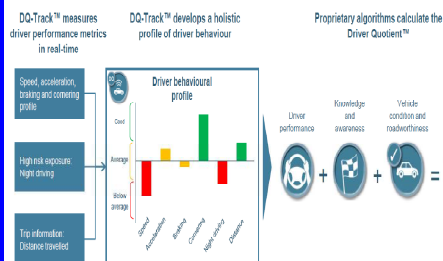 DQ-Track™ measures
driver performance metrics
in real-time
DQ-Track™ develops a holistic
profile of driver behaviour
Proprietary algorithms calculate the
Driver Quotient™
Speed, acceleration,
braking and cornering
profile
High risk exposure:
Night driving
Trip information:
Distance travelled
Driver behavioural
profile
Good
Average
Below
average
Speed
Acceleration
Braking
Cornering
Night driving
Distance
Driver
performance
+
Knowledge
and
awareness
+
Vehicle
condition and
roadworthiness
=